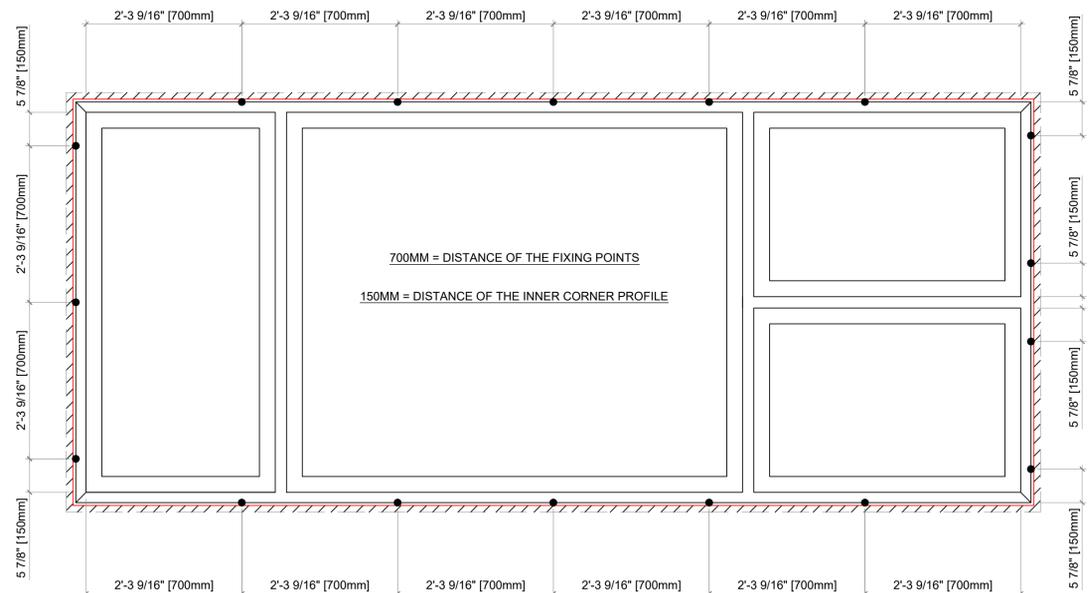 2'-3 9/16" [700mm] 2'-3 9/16" [700mm] 2'-3 9/16" [700mm] 2'-3 9/16" [700mm] 2'-3 9/16" [700mm] 2'-3 9/16" [700mm]
5 7/8" [150mm]
2'-3 9/16" [700mm]
2'-3 9/16" [700mm]
5 7/8" [150mm]
700MM = DISTANCE OF THE FIXING POINTS
150MM = DISTANCE OF THE INNER CORNER PROFILE
5 7/8" [150mm]
5 7/8" [150mm]
5 7/8" [150mm]
5 7/8" [150mm]
2'-3 9/16" [700mm] 2'-3 9/16" [700mm] 2'-3 9/16" [700mm] 2'-3 9/16" [700mm] 2'-3 9/16" [700mm] 2'-3 9/16" [700mm]